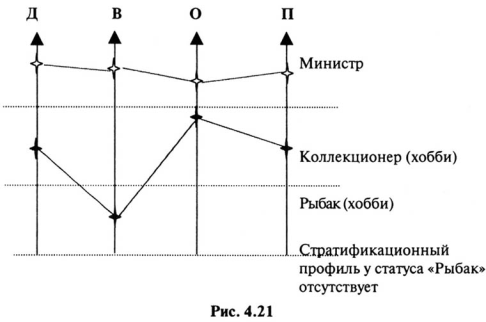 Д В О П
Министр
Коллекционер (хобби)
Рыбак (хобби)
Стратификационный
профиль у статуса «Рыбак»
отсутствует
Рис. 4.21